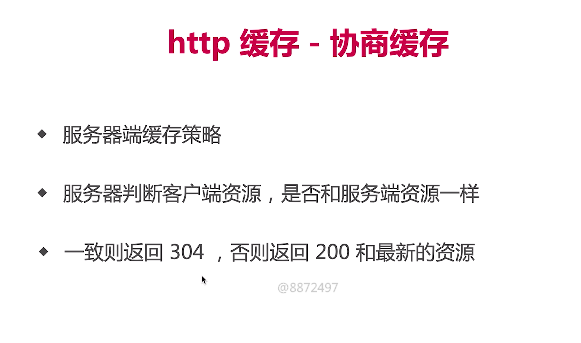 http 缓存 - 协商缓存
服务器端缓存策略
服务器判断客户端资源，是否和服务端资源一样
一致则返回 304 ，否则返回 200 和最新的资源
@8872497